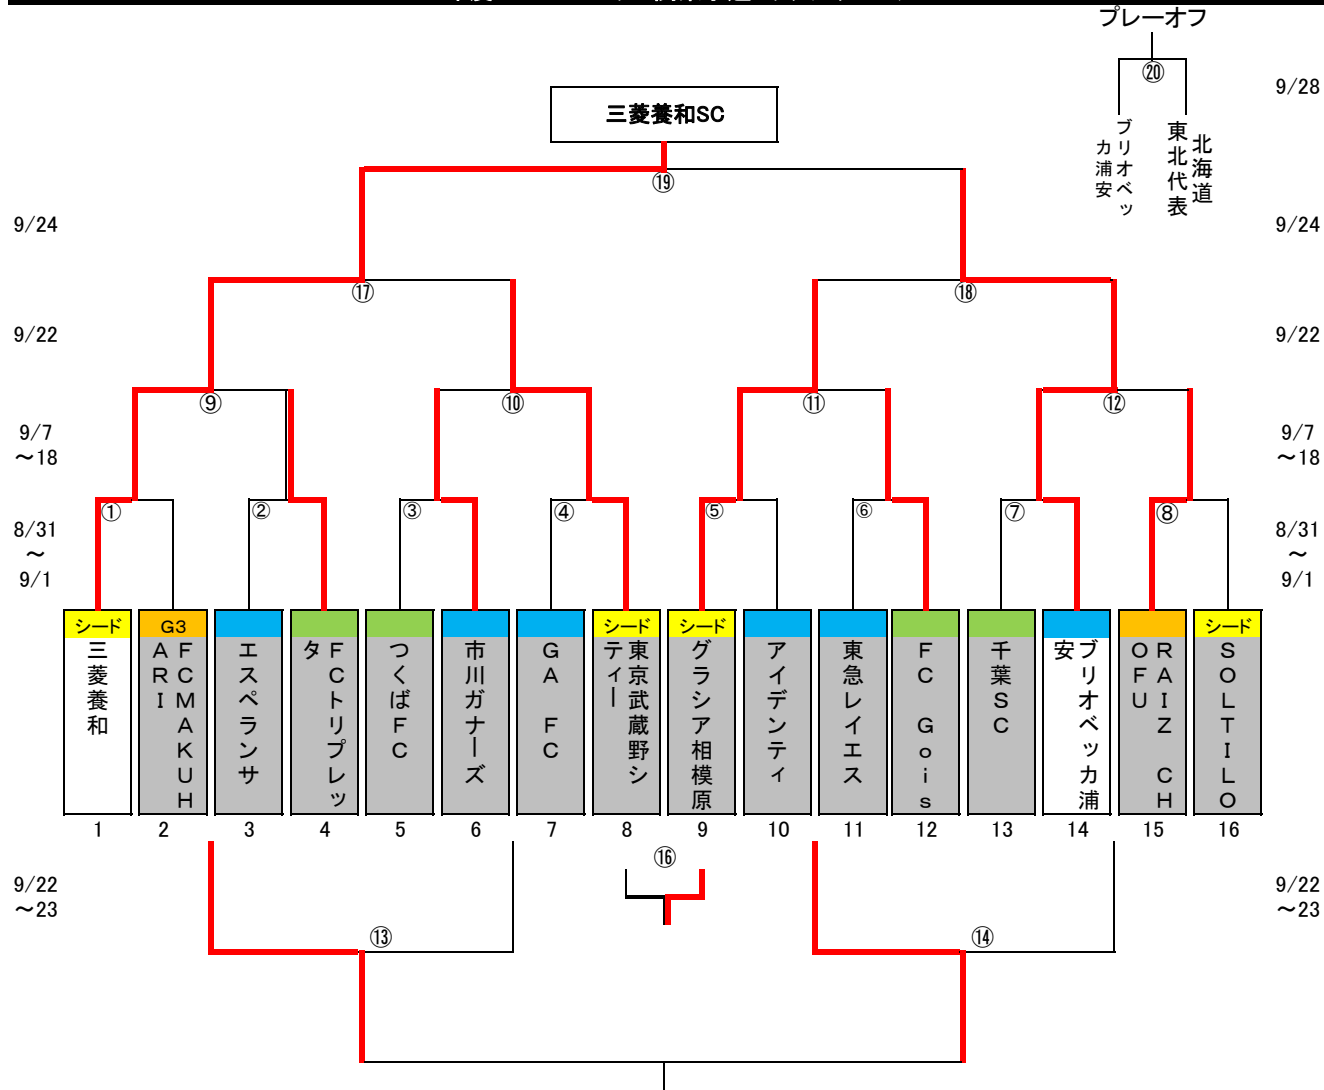 プレーオフ
⑳
9/28
三菱養和SC
ブリオベッカ浦安
北海道東北代表
⑲
9/24
9/24
⑰
⑱
9/22
9/22
⑨
⑩
⑪
⑫
9/7
～18
9/7
～18
①
②
③
④
⑤
⑥
⑦
⑧
8/31
～
9/1
8/31
～
9/1
シード
G3
シード
シード
シード
三菱養和
FCMAKUHARI
エスペランサ
FCトリプレッタ
つくばFC
市川ガナーズ
GA FC
東京武蔵野シティー
グラシア相模原
アイデンティ
東急レイエス
FC Gois
千葉SC
ブリオベッカ浦安
RAIZ CHOFU
SOLTILO
1
2
3
4
5
6
7
8
9
10
11
12
13
14
15
16
⑯
9/22
～23
9/22
～23
⑬
⑭